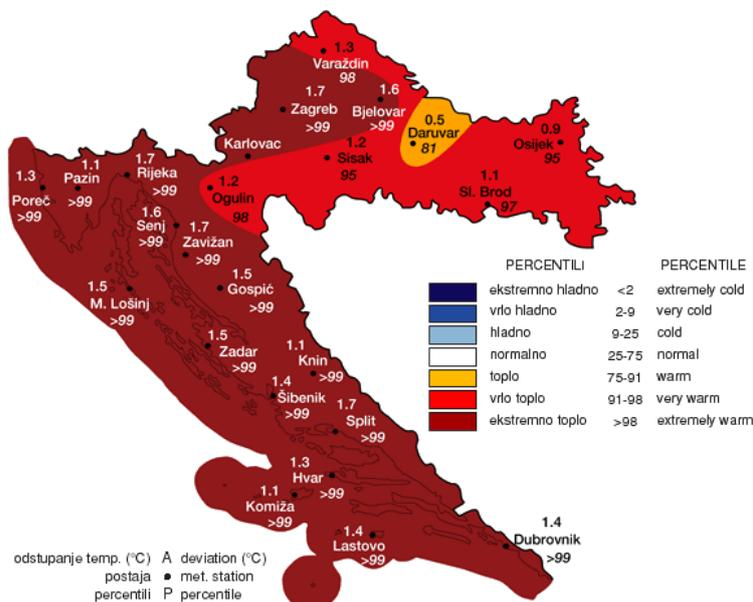 1.3
Varaždin
98
1.7
Zagreb
>99
1.6
Bjelovar
>99
0.5
Daruvar
81
0.9
Osijek
95
Karlovac
1.2
Sisak
95
1.1
Sl. Brod
97
1.2
Ogulin
98
1.3
Poreč
>99
1.1
Pazin
>99
1.7
Rijeka
>99
1.6
Senj
>99
1.7
Zavižan
>99
1.5
Gospić
>99
1.5
M. Lošinj
>99
1.5
Zadar
>99
1.1
Knin
>99
1.4
Šibenik
>99
1.7
Split
>99
1.3
Hvar
>99
1.1
Komiža
>99
1.4
Lastovo
>99
1.4
Dubrovnik
>99
PERCENTILI PERCENTILE
ekstremno hladno <2 extremely cold
vrlo hladno 2-9 very cold
hladno 9-25 cold
normalno 25-75 normal
toplo 75-91 warm
vrlo toplo 91-98 very warm
ekstremno toplo >98 extremely warm
odstupanje temp. (°C) A deviation (°C)
postaja met. station
percentili P percentile